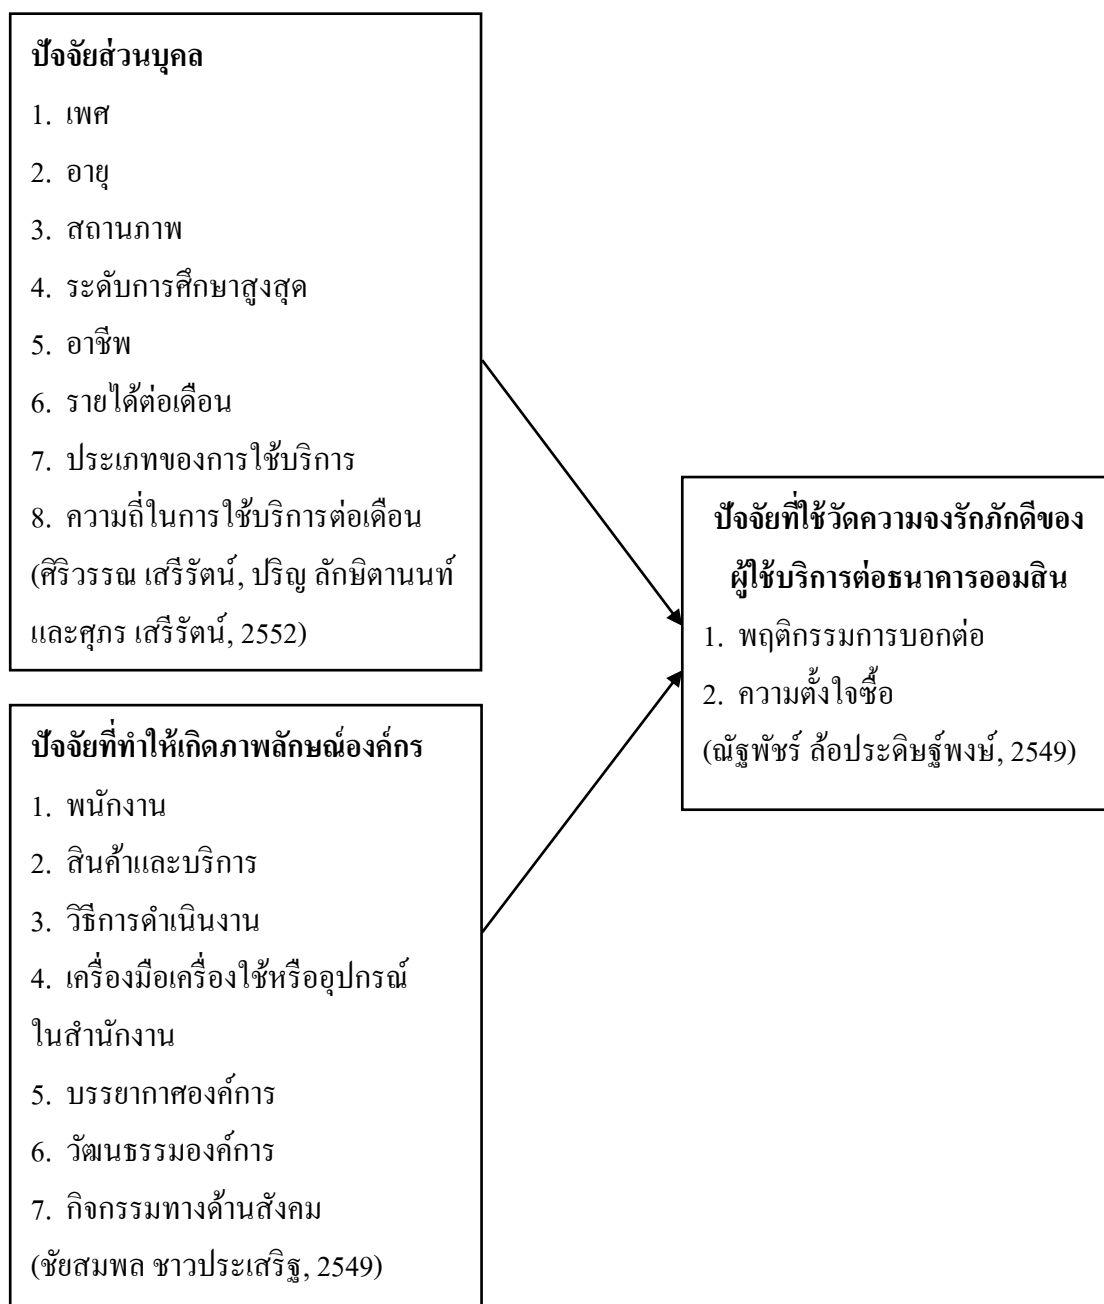 ปัจจัยส่วนบุคล
1. เพศ
2. อายุ
3. สถานภาพ
4. ระดับการศึกษาสูงสุด
5. อาชีพ
6. รายได้ต่อเดือน
7. ประเภทของการใช้บริการ
8. ความถี่ในการใช้บริการต่อเดือน
(ศิริวรรณ เสรีรัตน์, ปริญ ลักษิตานนท์
และศุภร เสรีรัตน์, 2552)
ปัจจัยที่ทำให้เกิดภาพลักษณ์องค์กร
1. พนักงาน
2. สินค้าและบริการ
3. วิธีการดำเนินงาน
4. เครื่องมือเครื่องใช้หรืออุปกรณ์
ในสำนักงาน
5. บรรยากาศองค์การ
6. วัฒนธรรมองค์การ
7. กิจกรรมทางด้านสังคม
(ชัยสมพล ชาวประเสริฐ, 2549)
ปัจจัยที่ใช้วัดความจงรักภักดีของ
ผู้ใช้บริการต่อธนาคารออมสิน
1. พฤติกรรมการบอกต่อ
2. ความตั้งใจซื้อ
(ณัฐพัชร์ ล้อประดิษฐ์พงษ์, 2549)